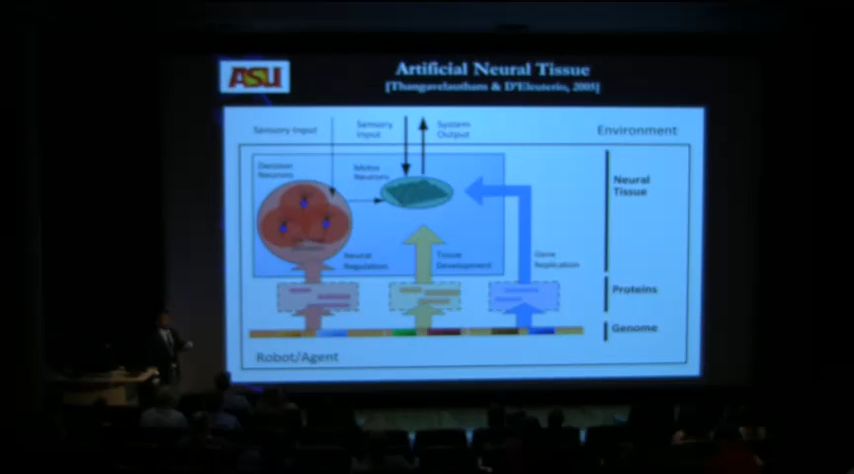 ASU
Artificial Neural Tissue
[Thangavelautham & D'Eleuterio, 2005]
Sensory Input
Sensory
Input
System
Output
Environment
Decision
Neurons
Motor
Neurons
Neural
Tissue
Neural
Regulation
Tissue
Development
Gene
Replication
Proteins
Genome
Robot/Agent